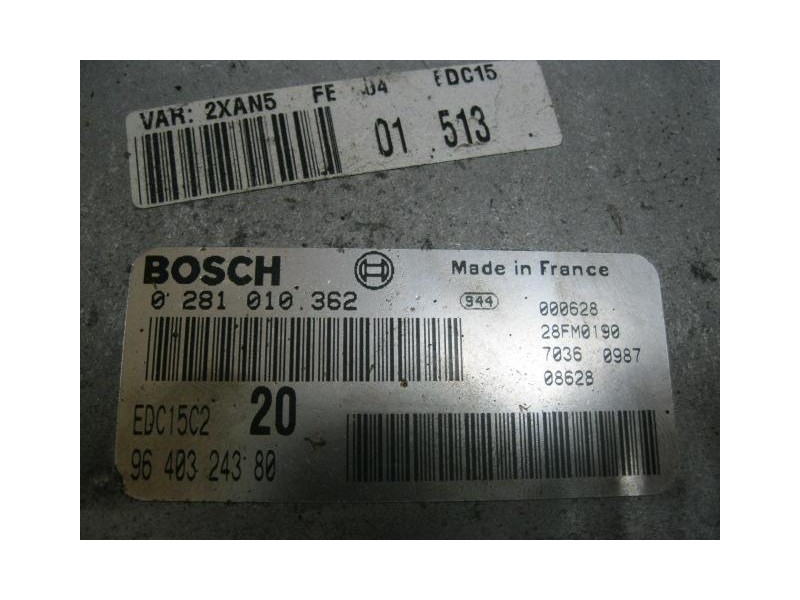 VAR: 2XAN5 FE 04 EDC15
01 513
BOSCH
Made in France
0 281 010 362
944
000628
28FM0190
7036 0987
08628
EDC15C2 20
96 403 243 80